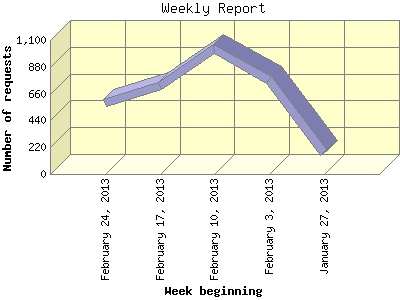 Weekly Report
Number of requests
1,100
880
660
440
220
0
February 24, 2013
February 17, 2013
February 10, 2013
February 3, 2013
January 27, 2013
Week beginning